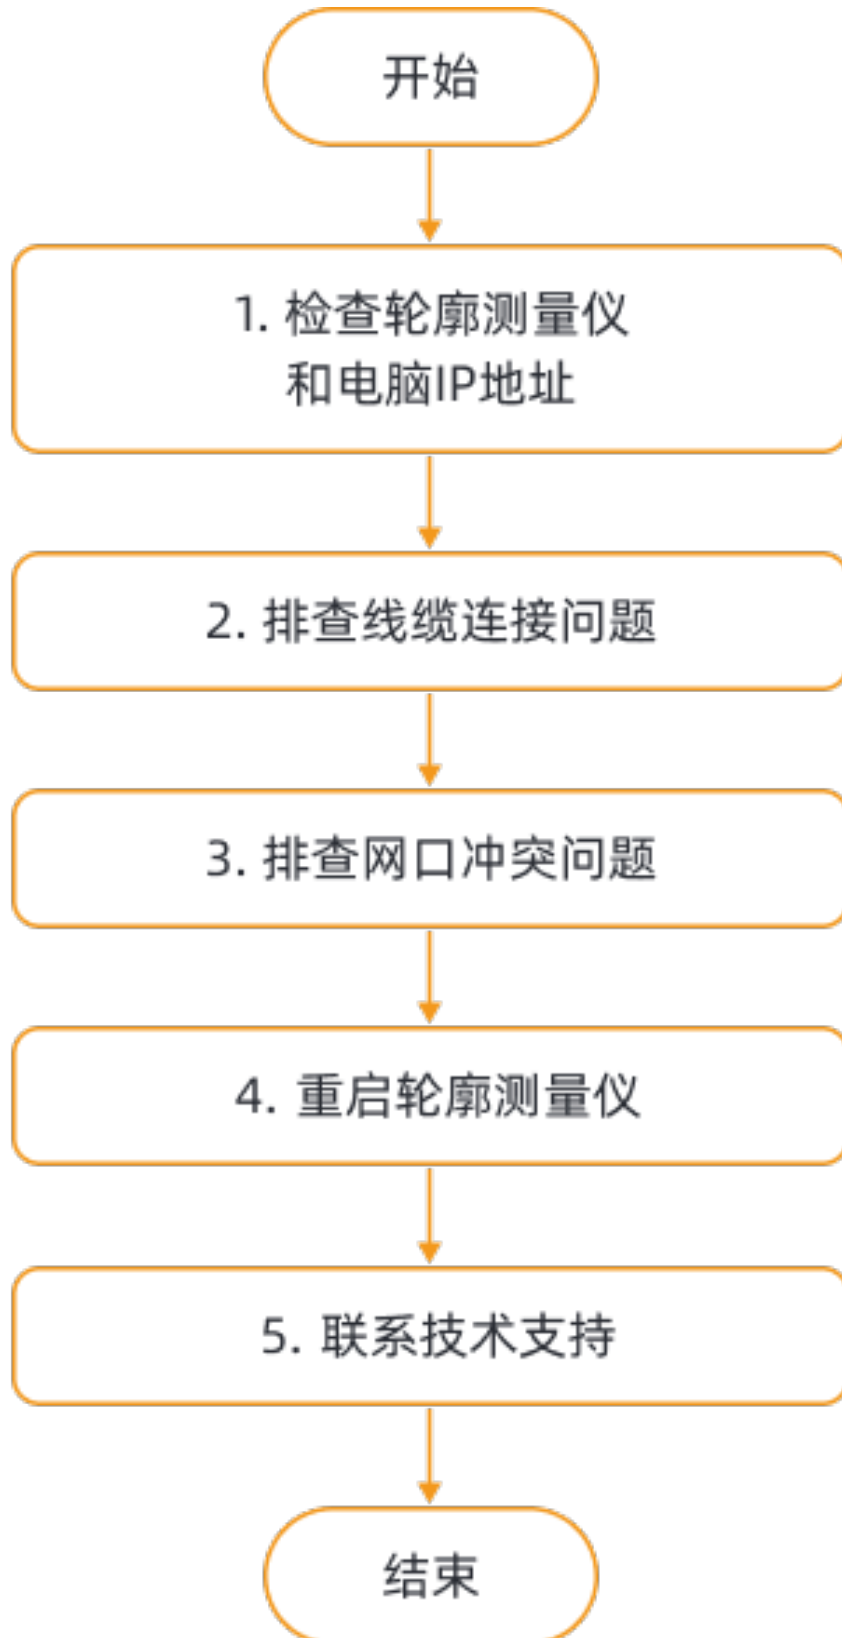 开始
1. 检查轮廓测量仪
和电脑IP地址
2. 排查线缆连接问题
3. 排查网口冲突问题
4. 重启轮廓测量仪
5. 联系技术支持
结束